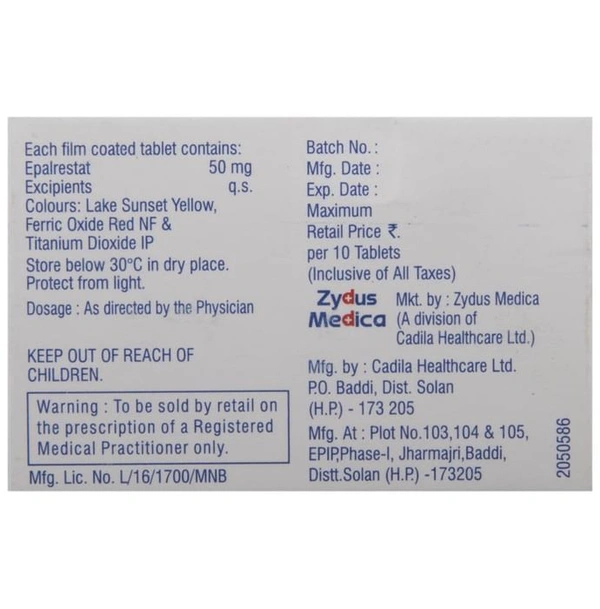 Each film coated tablet contains:
Epalrestat 50 mg
Excipients q.s.
Colours: Lake Sunset Yellow,
Ferric Oxide Red NF &
Titanium Dioxide IP
Store below 30°C in dry place.
Protect from light.
Dosage : As directed by the Physician
KEEP OUT OF REACH OF
CHILDREN.
Warning : To be sold by retail on
the prescription of a Registered
Medical Practitioner only.
Mfg. Lic. No. L/16/1700/MNB
Batch No. :
Mfg. Date :
Exp. Date :
Maximum
Retail Price ₹.
per 10 Tablets
(Inclusive of All Taxes)
Zydus
Medica
Mkt. by : Zydus Medica
(A division of
Cadila Healthcare Ltd.)
Mfg. by : Cadila Healthcare Ltd.
P.O. Baddi, Dist. Solan
(H.P.) - 173 205
Mfg. At : Plot No.103,104 & 105,
EPIP,Phase-I, Jharmajri,Baddi,
Distt.Solan (H.P.) -173205
2050586